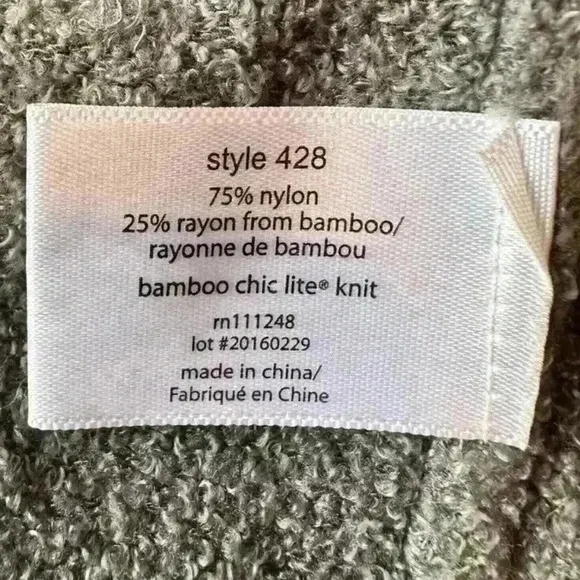 style 428
75% nylon
25% rayon from bamboo/
rayonne de bambou
bamboo chic lite® knit
rn111248
lot #20160229
made in china/
Fabriqué en Chine